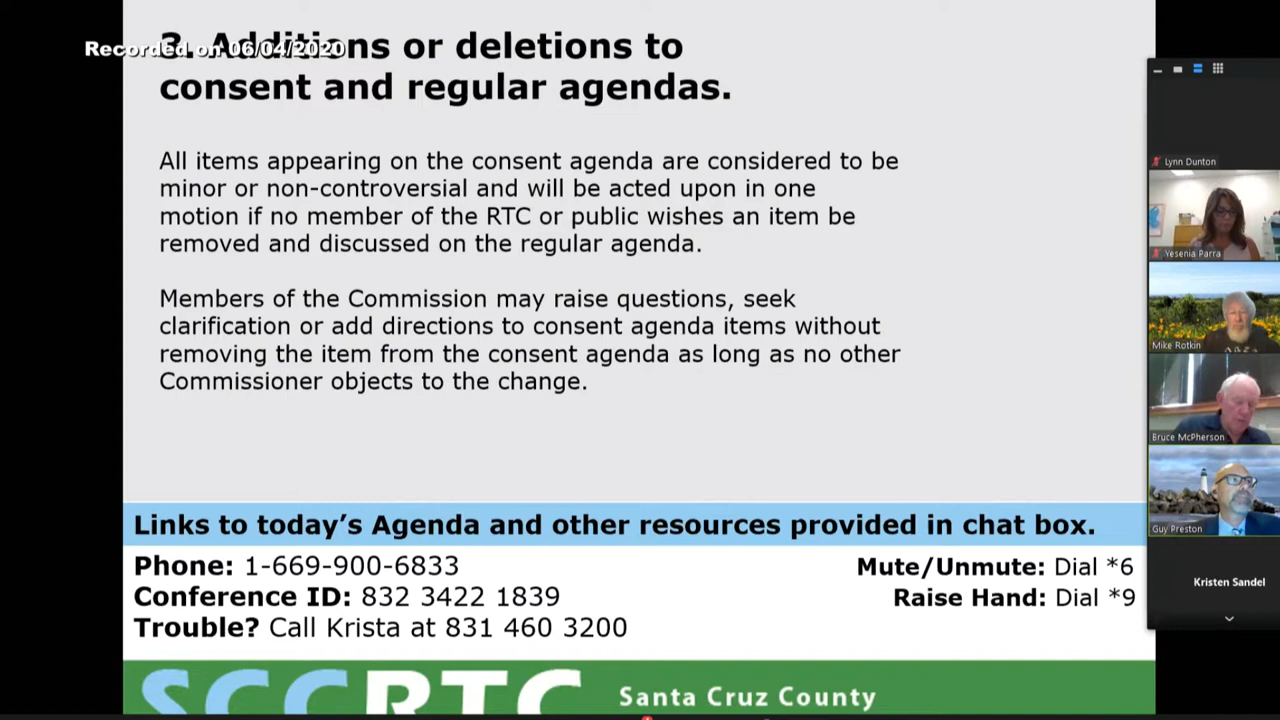 Recorded on 06/04/2020
3. Additions or deletions to
consent and regular agendas.
All items appearing on the consent agenda are considered to be
minor or non-controversial and will be acted upon in one
motion if no member of the RTC or public wishes an item be
removed and discussed on the regular agenda.
Members of the Commission may raise questions, seek
clarification or add directions to consent agenda items without
removing the item from the consent agenda as long as no other
Commissioner objects to the change.
Links to today's Agenda and other resources provided in chat box.
Phone: 1-669-900-6833
Mute/Unmute: Dial *6
Conference ID: 832 3422 1839
Raise Hand: Dial *9
Trouble? Call Krista at 831 460 3200
SCCRTC
Santa Cruz County
Lynn Dunton
Yesenia Parra
Mike Rotkin
Bruce McPherson
Guy Preston
Kristen Sandel